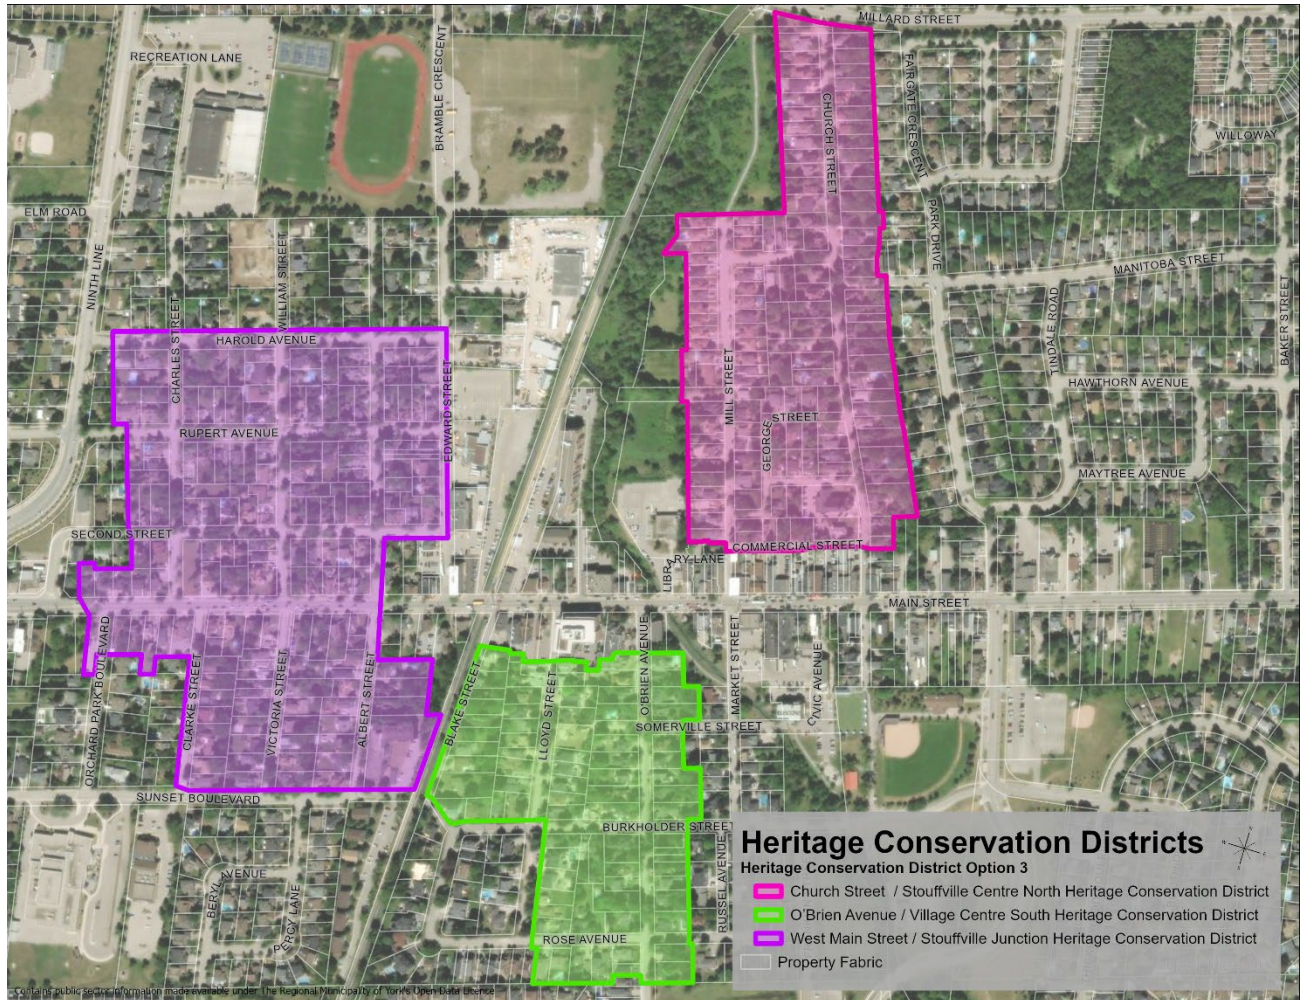 MILLARD STREET
RECREATION LANE
BRAMBLE CRESCENT
FAIRGATE CRESCENT
CHURCH STREET
WILLOWAY
ELM ROAD
PARK DRIVE
NINTH LINE
WILLIAM STREET
MANITOBA STREET
CHARLES STREET
TINDALE ROAD
BAKER STREET
HAROLD AVENUE
MILL STREET
HAWTHORN AVENUE
EDWARD STREET
GEORGE STREET
RUPERT AVENUE
MAYTREE AVENUE
SECOND STREET
COMMERCIAL STREET
LIBRARY LANE
MAIN STREET
ORCHARD PARK BOULEVARD
CLARKE STREET
VICTORIA STREET
ALBERT STREET
BLAKE STREET
LLOYD STREET
O'BRIEN AVENUE
MARKET STREET
CIVIC AVENUE
SOMERVILLE STREET
SUNSET BOULEVARD
BURKHOLDER STREET
RUSSEL AVENUE
BERYL AVENUE
PERCY LANE
ROSE AVENUE
Heritage Conservation Districts
Heritage Conservation District Option 3
Church Street / Stouffville Centre North Heritage Conservation District
O'Brien Avenue / Village Centre South Heritage Conservation District
West Main Street / Stouffville Junction Heritage Conservation District
Property Fabric
Contains public sector information made available under The Regional Municipality of York's Open Data Licence